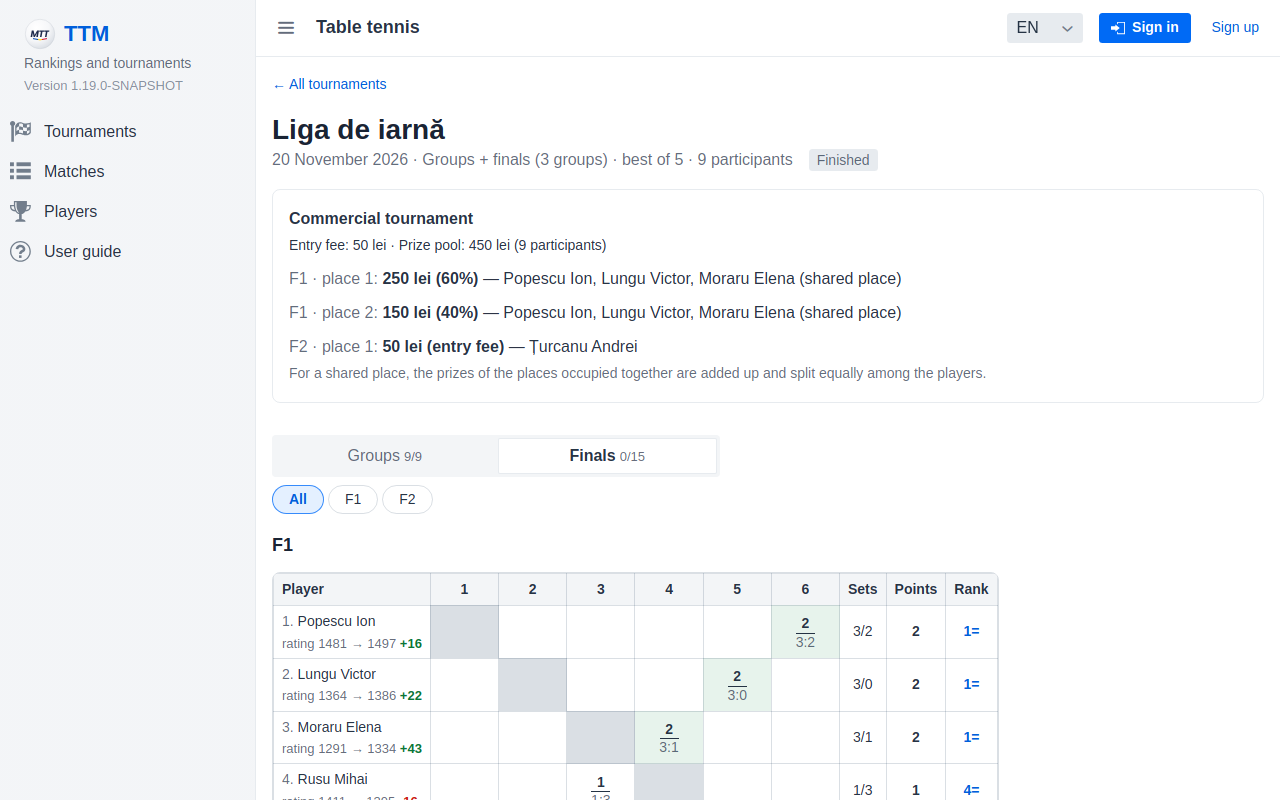 MTT TTM
Rankings and tournaments
Version 1.19.0-SNAPSHOT
Tournaments
Matches
Players
User guide
Table tennis
EN
Sign in
Sign up
← All tournaments
Liga de iarnă
20 November 2026 · Groups + finals (3 groups) · best of 5 · 9 participants Finished
Commercial tournament
Entry fee: 50 lei · Prize pool: 450 lei (9 participants)
F1 · place 1: 250 lei (60%) — Popescu Ion, Lungu Victor, Moraru Elena (shared place)
F1 · place 2: 150 lei (40%) — Popescu Ion, Lungu Victor, Moraru Elena (shared place)
F2 · place 1: 50 lei (entry fee) — Țurcanu Andrei
For a shared place, the prizes of the places occupied together are added up and split equally among the players.
Groups 9/9 Finals 0/15
All F1 F2
F1
Player 1 2 3 4 5 6 Sets Points Rank
1. Popescu Ion
rating 1481 → 1497 +16
2
3:2
3/2 2 1=
2. Lungu Victor
rating 1364 → 1386 +22
2
3:0
3/0 2 1=
3. Moraru Elena
rating 1291 → 1334 +43
2
3:1
3/1 2 1=
4. Rusu Mihai
rating 1411 → 1395 -16
1
1:3
1/3 1 4=